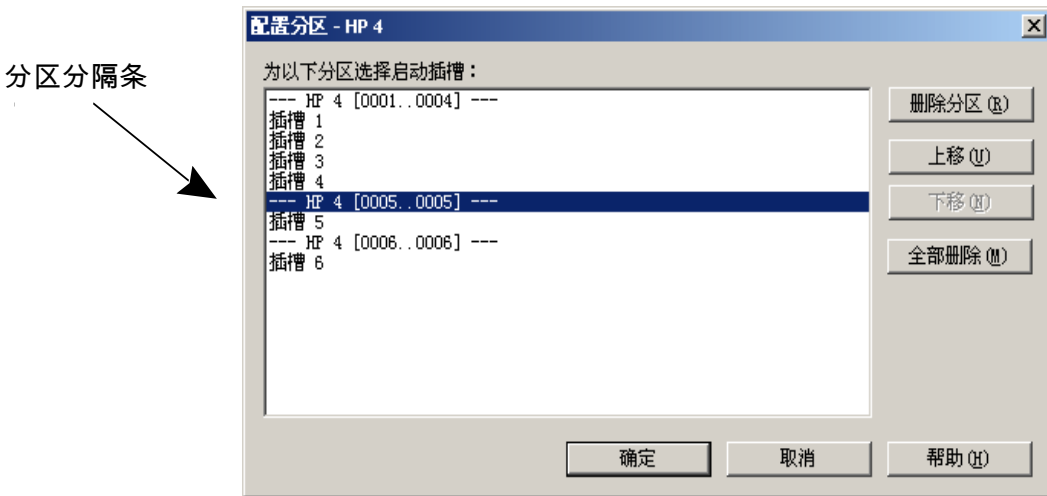 配置分区 - HP 4
分区分隔条
为以下分区选择启动插槽：
--- HP 4 [0001..0004] ---
插槽 1
插槽 2
插槽 3
插槽 4
--- HP 4 [0005..0005] ---
插槽 5
--- HP 4 [0006..0006] ---
插槽 6
删除分区(R)
上移(U)
下移(N)
全部删除(M)
确定
取消
帮助(H)